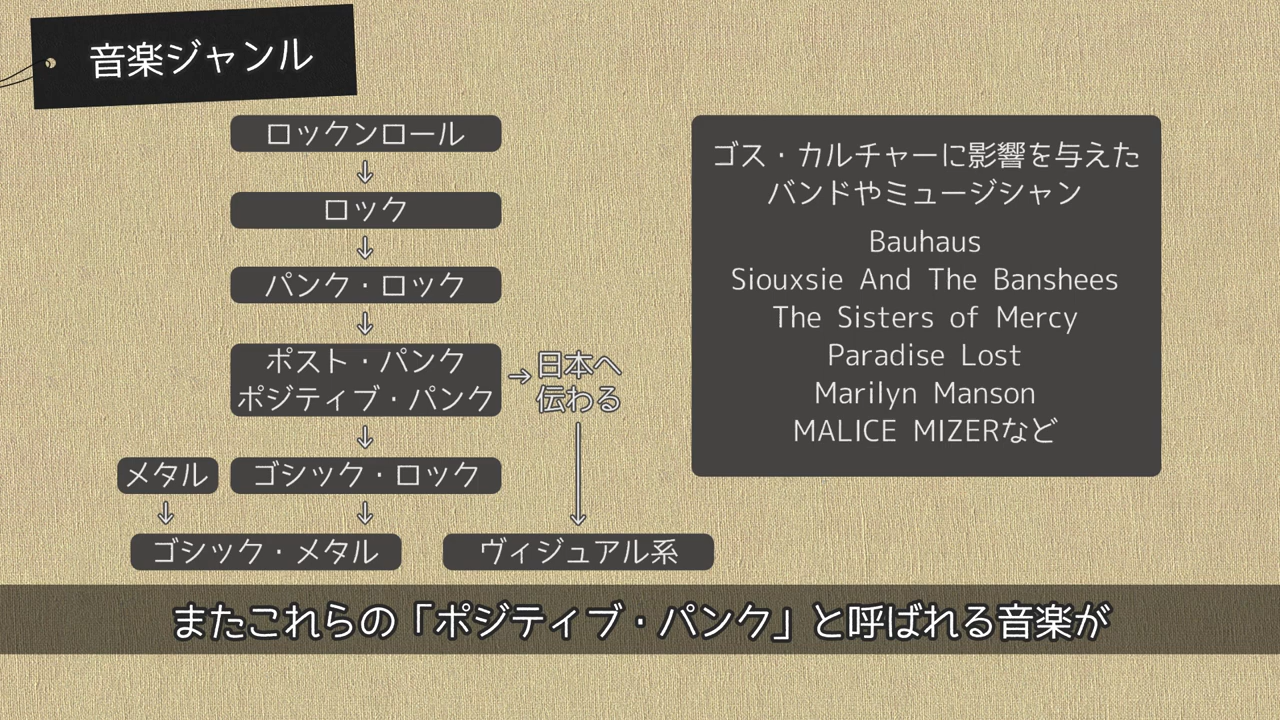 音楽ジャンル
ロックンロール
↓
ロック
↓
パンク・ロック
↓
ポスト・パンク
ポジティブ・パンク
→
日本へ
伝わる
↓
メタル
ゴシック・ロック
↓
↓
↓
ゴシック・メタル
ヴィジュアル系
ゴス・カルチャーに影響を与えた
バンドやミュージシャン
Bauhaus
Siouxsie And The Banshees
The Sisters of Mercy
Paradise Lost
Marilyn Manson
MALICE MIZERなど
またこれらの「ポジティブ・パンク」と呼ばれる音楽が